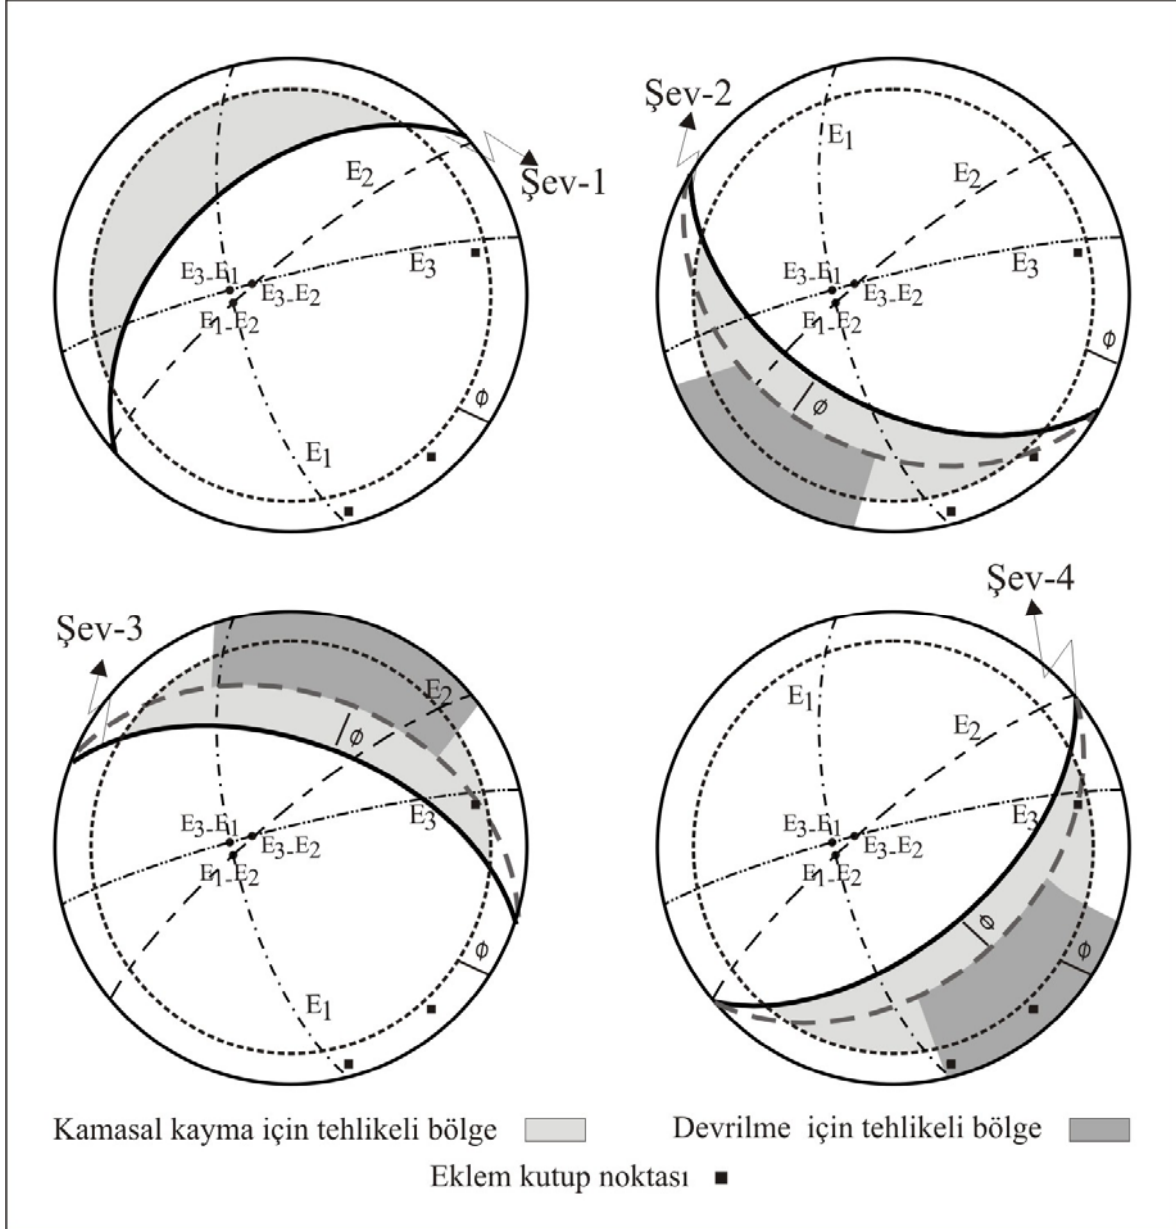 Şev-1
E2
E3
E3-E1
E3-E2
E1-E2
E1
ϕ
Şev-2
E1
E2
E3
E3-E1
E3-E2
E1-E2
ϕ
ϕ
Şev-3
E2
ϕ
E3
E3-E1
E3-E2
E1-E2
E1
ϕ
Şev-4
E1
E2
E3
E3-E1
E3-E2
E1-E2
ϕ
ϕ
Kamasal kayma için tehlikeli bölge
Devrilme için tehlikeli bölge
Eklem kutup noktası